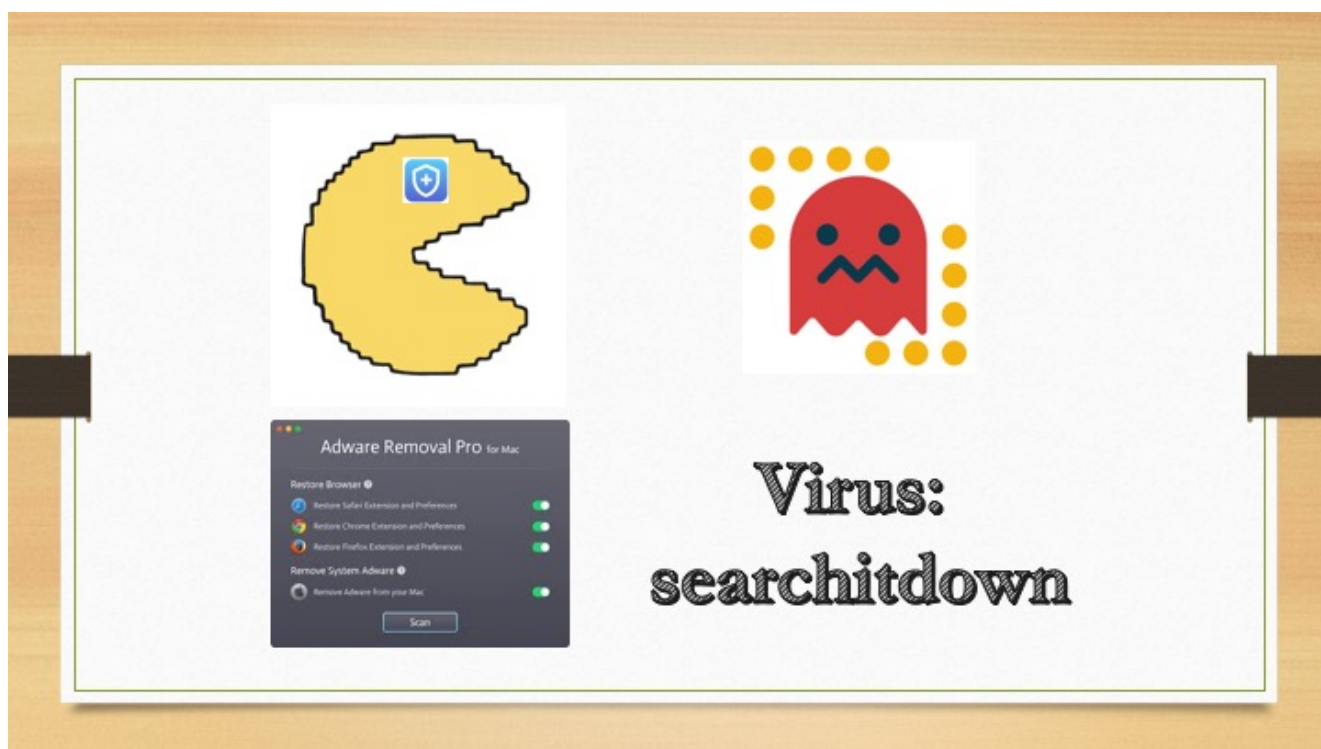 Adware Removal Pro for Mac
Restore Browser
Restore Safari Extension and Preferences
Restore Chrome Extension and Preferences
Restore Firefox Extension and Preferences
Remove System Adware
Remove Adware from your Mac
Scan
Virus:
searchitdown